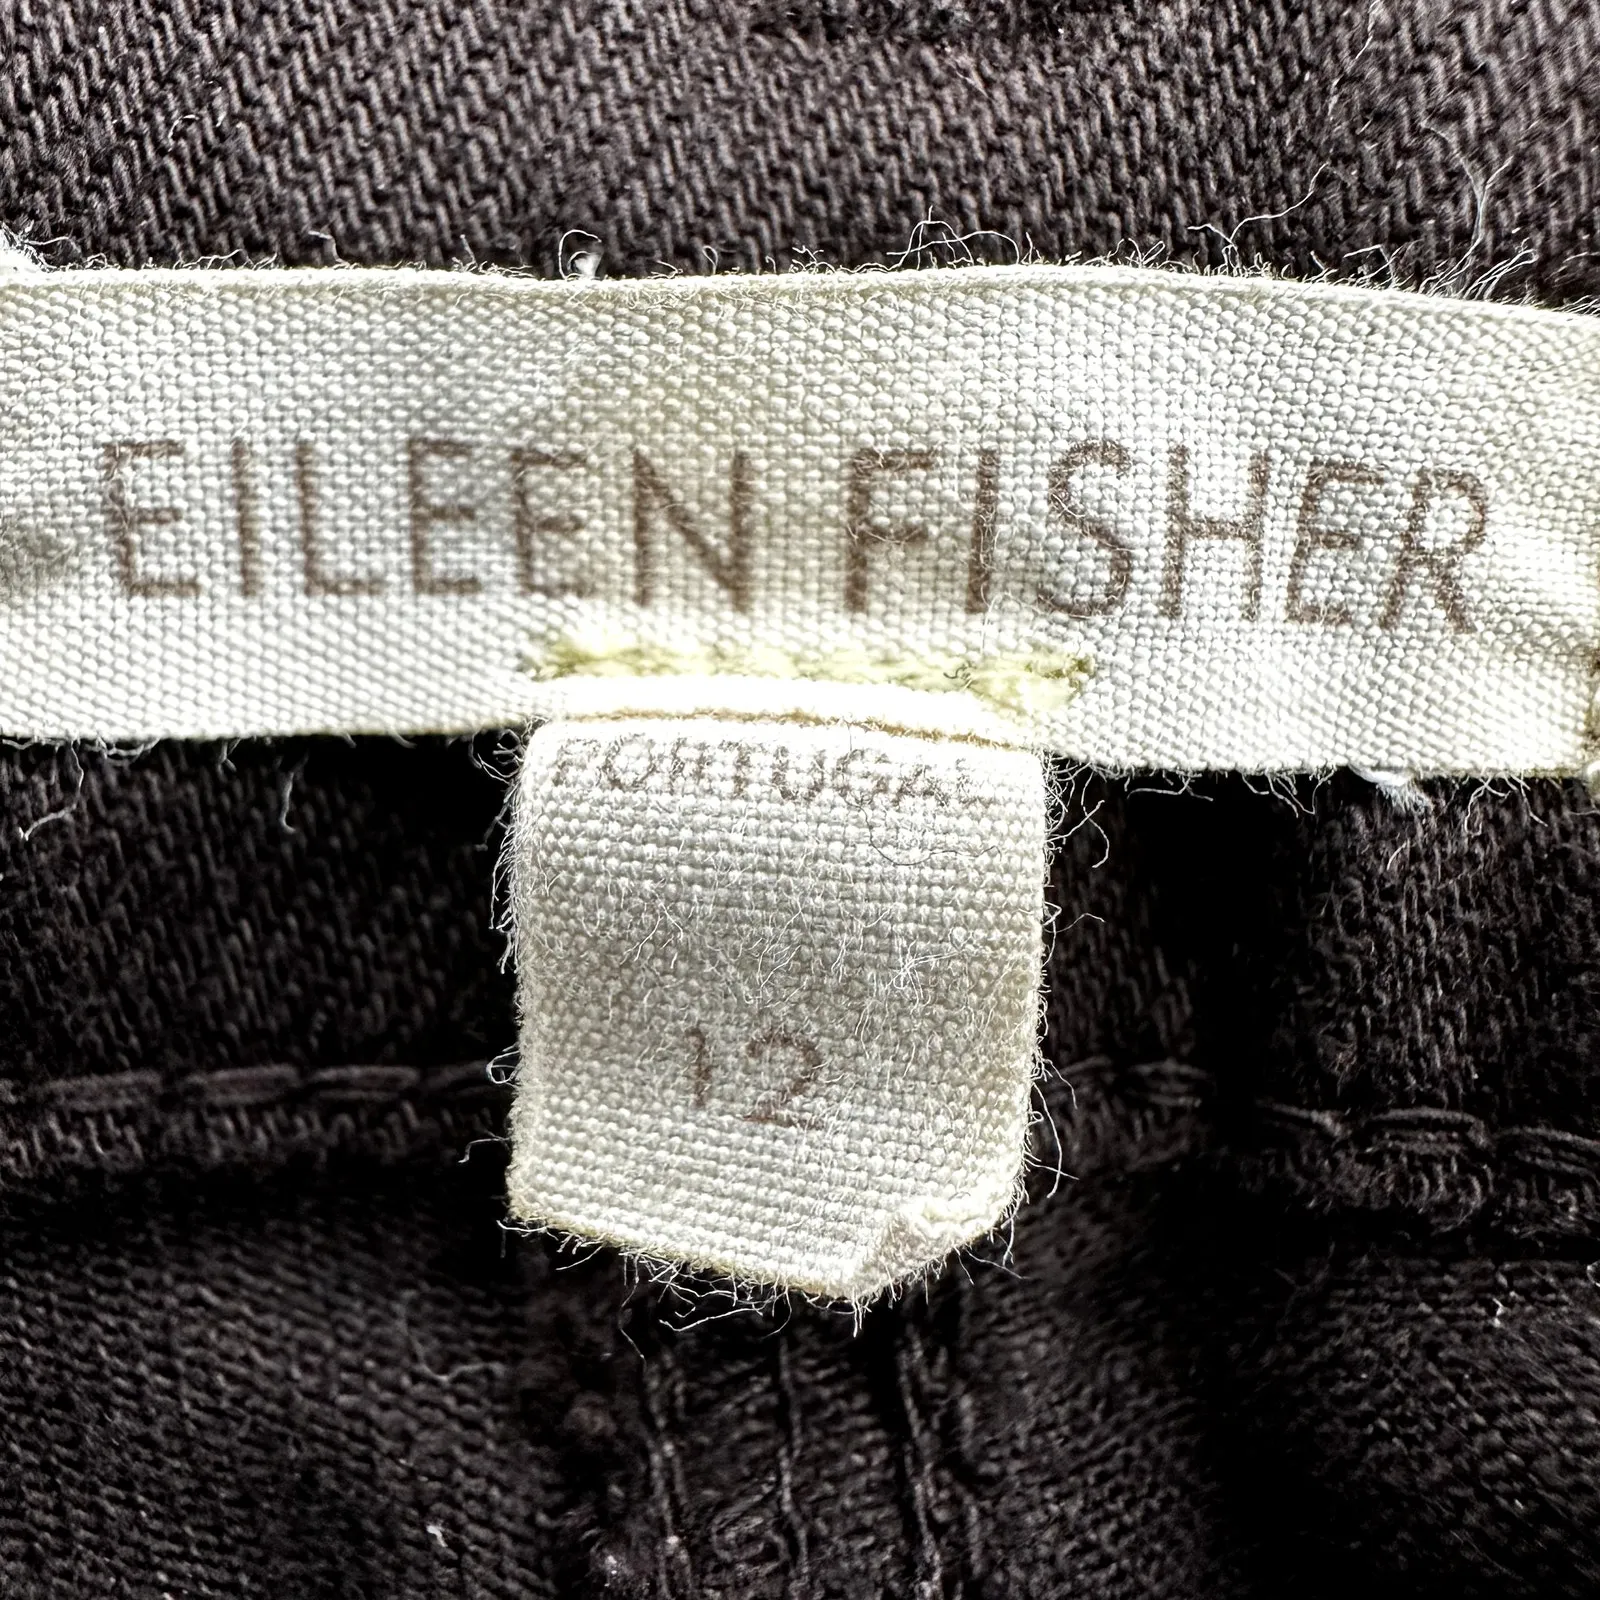 EILEEN FISHER
PORTUGAL
12